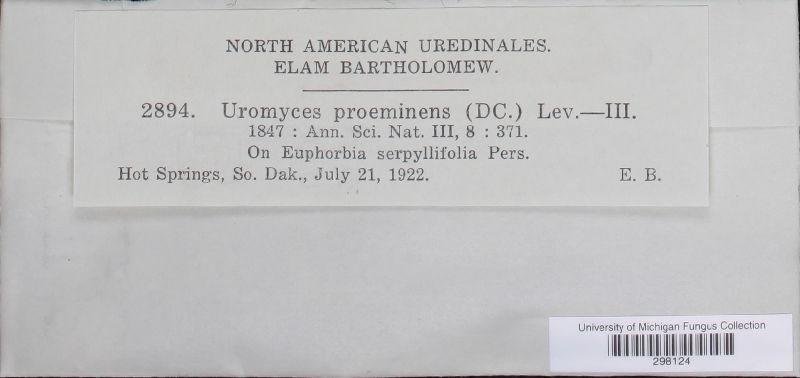 NORTH AMERICAN UREDINALES.
ELAM BARTHOLOMEW.
2894. Uromyces proeminens (DC.) Lev.—III.
1847 : Ann. Sci. Nat. III, 8 : 371.
On Euphorbia serpyllifolia Pers.
Hot Springs, So. Dak., July 21, 1922. E. B.
University of Michigan Fungus Collection
298124